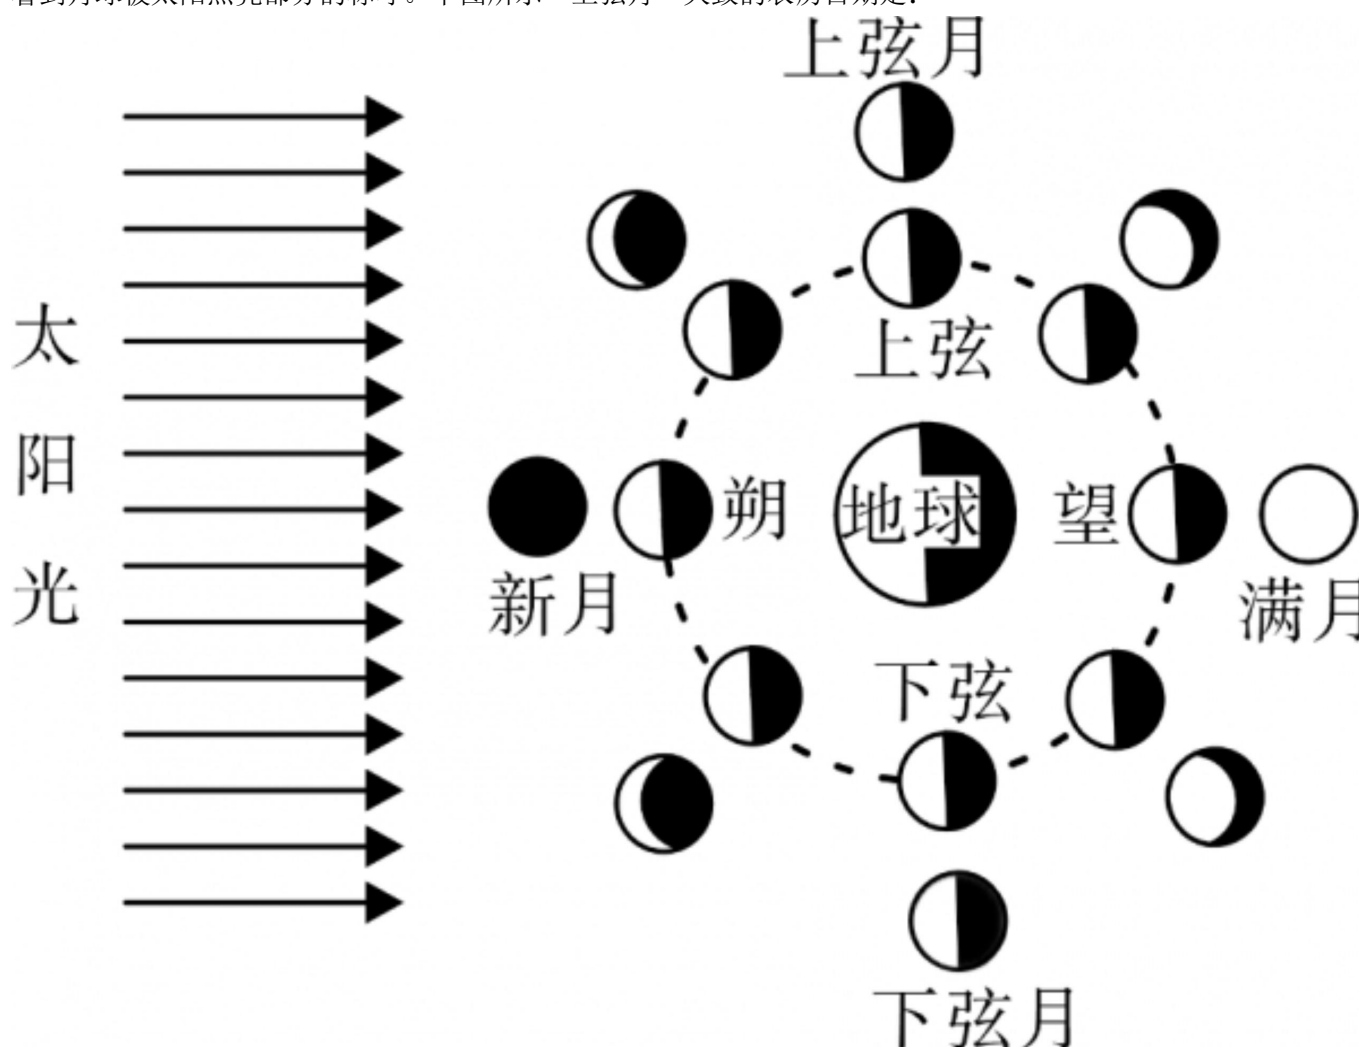 上弦月
上弦
太
阳
光
朔
地球
望
新月
满月
下弦
下弦月